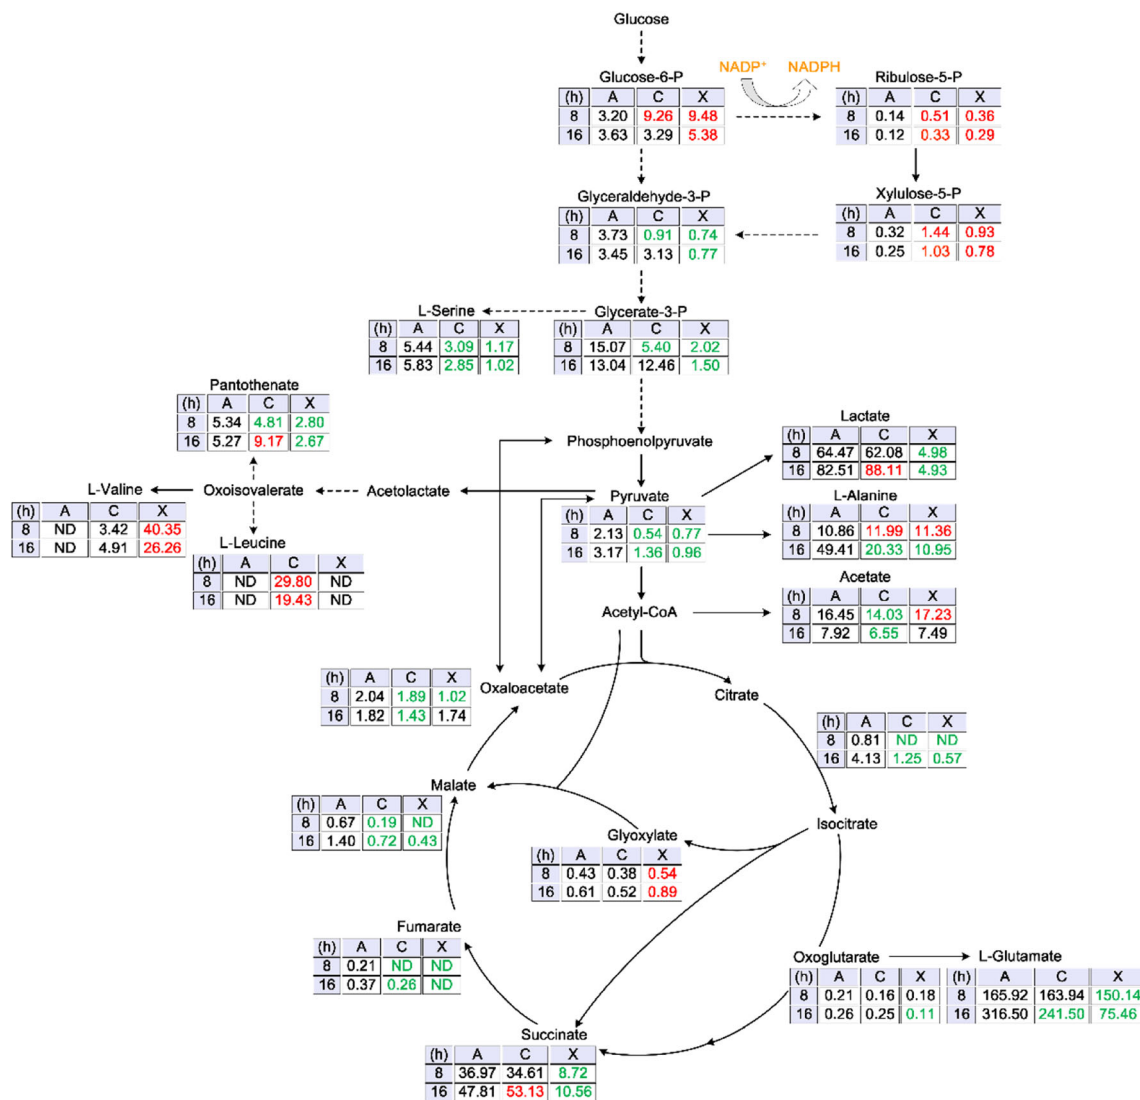 Glucose
Glucose-6-P
NADP⁺ NADPH
Ribulose-5-P
(h) A C X
8 3.20 9.26 9.48
16 3.63 3.29 5.38
(h) A C X
8 0.14 0.51 0.36
16 0.12 0.33 0.29
Glyceraldehyde-3-P
(h) A C X
8 3.73 0.91 0.74
16 3.45 3.13 0.77
Xylulose-5-P
(h) A C X
8 0.32 1.44 0.93
16 0.25 1.03 0.78
L-Serine
(h) A C X
8 5.44 3.09 1.17
16 5.83 2.85 1.02
Glycerate-3-P
(h) A C X
8 15.07 5.40 2.02
16 13.04 12.46 1.50
Pantothenate
(h) A C X
8 5.34 4.81 2.80
16 5.27 9.17 2.67
Phosphoenolpyruvate
Lactate
(h) A C X
8 64.47 62.08 4.98
16 82.51 88.11 4.93
L-Valine
Oxoisovalerate
Acetolactate
Pyruvate
(h) A C X
8 ND 3.42 40.35
16 ND 4.91 26.26
(h) A C X
8 2.13 0.54 0.77
16 3.17 1.36 0.96
L-Alanine
(h) A C X
8 10.86 11.99 11.36
16 49.41 20.33 10.95
L-Leucine
(h) A C X
8 ND 29.80 ND
16 ND 19.43 ND
Acetyl-CoA
Acetate
(h) A C X
8 16.45 14.03 17.23
16 7.92 6.55 7.49
Oxaloacetate
(h) A C X
8 2.04 1.89 1.02
16 1.82 1.43 1.74
Citrate
(h) A C X
8 0.81 ND ND
16 4.13 1.25 0.57
Malate
(h) A C X
8 0.67 0.19 ND
16 1.40 0.72 0.43
Isocitrate
Glyoxylate
(h) A C X
8 0.43 0.38 0.54
16 0.61 0.52 0.89
Fumarate
(h) A C X
8 0.21 ND ND
16 0.37 0.26 ND
Oxoglutarate
(h) A C X
8 0.21 0.16 0.18
16 0.26 0.25 0.11
L-Glutamate
(h) A C X
8 165.92 163.94 150.14
16 316.50 241.50 75.46
Succinate
(h) A C X
8 36.97 34.61 8.72
16 47.81 53.13 10.56